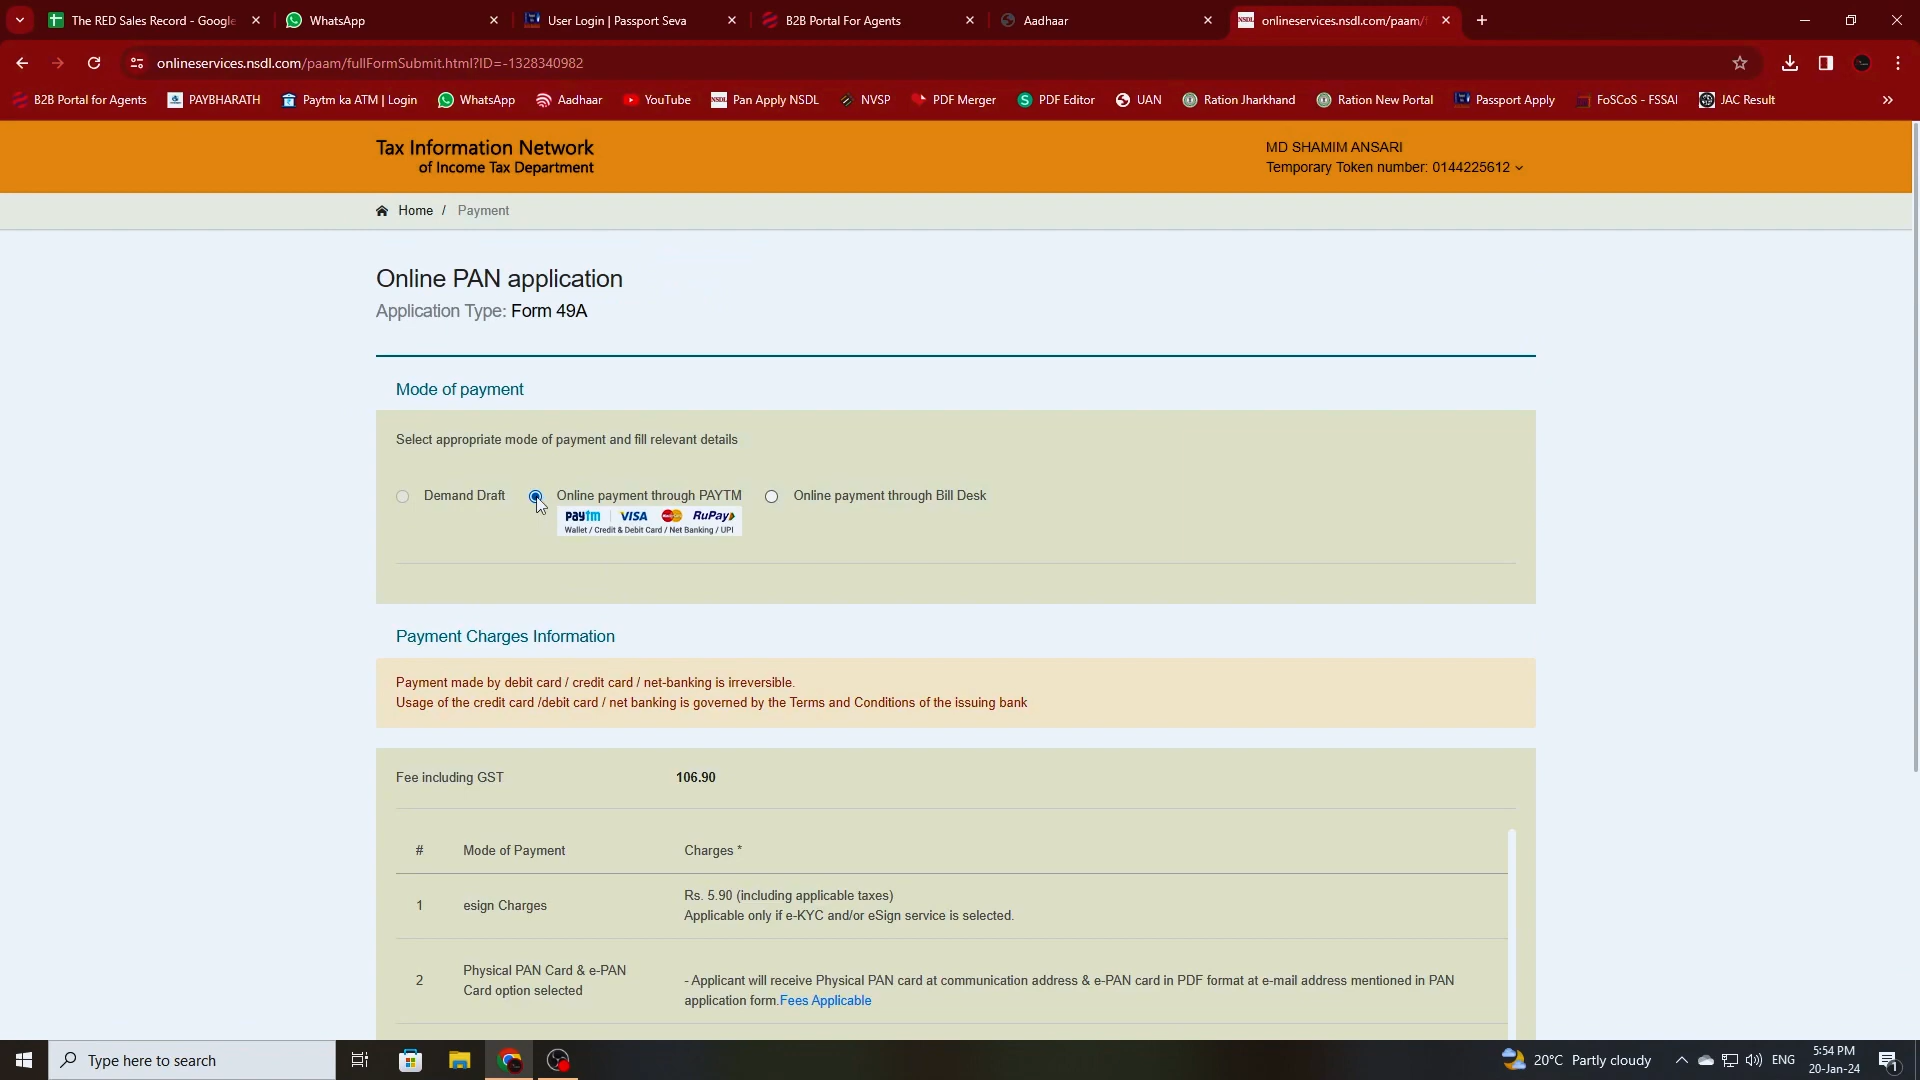 The RED Sales Record - Google
WhatsApp
User Login | Passport Seva
B2B Portal For Agents
Aadhaar
NSDL onlineservices.nsdl.com/paam/f
onlineservices.nsdl.com/paam/fullFormSubmit.html?ID=-1328340982
B2B Portal for Agents
PAYBHARATH
Paytm ka ATM | Login
WhatsApp
Aadhaar
YouTube
NSDL Pan Apply NSDL
NVSP
PDF Merger
PDF Editor
UAN
Ration Jharkhand
Ration New Portal
Passport Apply
FoSCoS - FSSAI
JAC Result
Tax Information Network
of Income Tax Department
MD SHAMIM ANSARI
Temporary Token number: 0144225612
Home / Payment
Online PAN application
Application Type: Form 49A
Mode of payment
Select appropriate mode of payment and fill relevant details
Demand Draft
Online payment through PAYTM
Online payment through Bill Desk
Paytm VISA MasterCard RuPay
Wallet / Credit & Debit Card / Net Banking / UPI
Payment Charges Information
Payment made by debit card / credit card / net-banking is irreversible.
Usage of the credit card /debit card / net banking is governed by the Terms and Conditions of the issuing bank
Fee including GST 106.90
# Mode of Payment Charges *
1 esign Charges Rs. 5.90 (including applicable taxes)
Applicable only if e-KYC and/or eSign service is selected.
2 Physical PAN Card & e-PAN Card option selected
- Applicant will receive Physical PAN card at communication address & e-PAN card in PDF format at e-mail address mentioned in PAN
application form.Fees Applicable
Type here to search
20°C Partly cloudy
ENG
5:54 PM
20-Jan-24
1